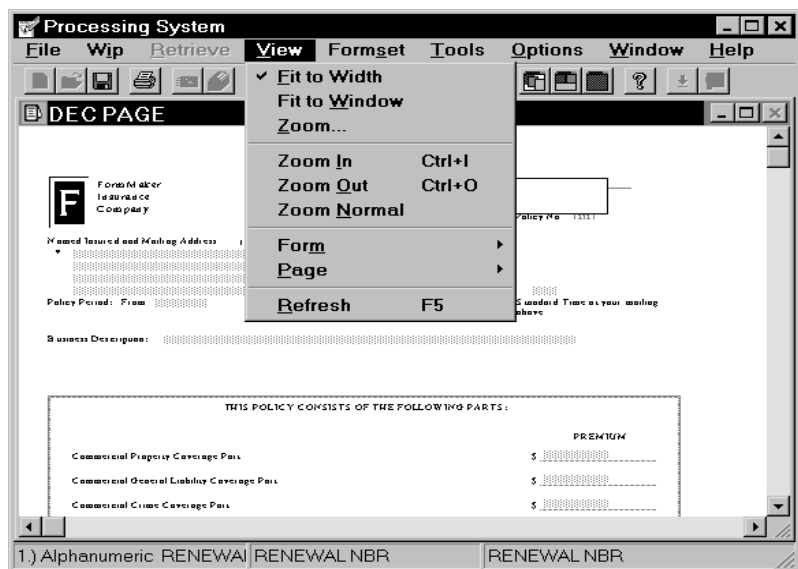 Processing System
File Wip Retrieve View Formset Tools Options Window Help
Fit to Width
Fit to Window
Zoom...
Zoom In Ctrl+I
Zoom Out Ctrl+O
Zoom Normal
Form
Page
Refresh F5
DEC PAGE
F
FormMaker
Insurance
Company
Policy No
Named Insured and Mailing Address
Policy Period: From
Standard Time at your mailing
above
Business Description:
THIS POLICY CONSISTS OF THE FOLLOWING PARTS:
PREMIUM
Commercial Property Coverage Part $
Commercial General Liability Coverage Part $
Commercial Crime Coverage Part $
1.) Alphanumeric RENEWAL RENEWAL NBR RENEWAL NBR